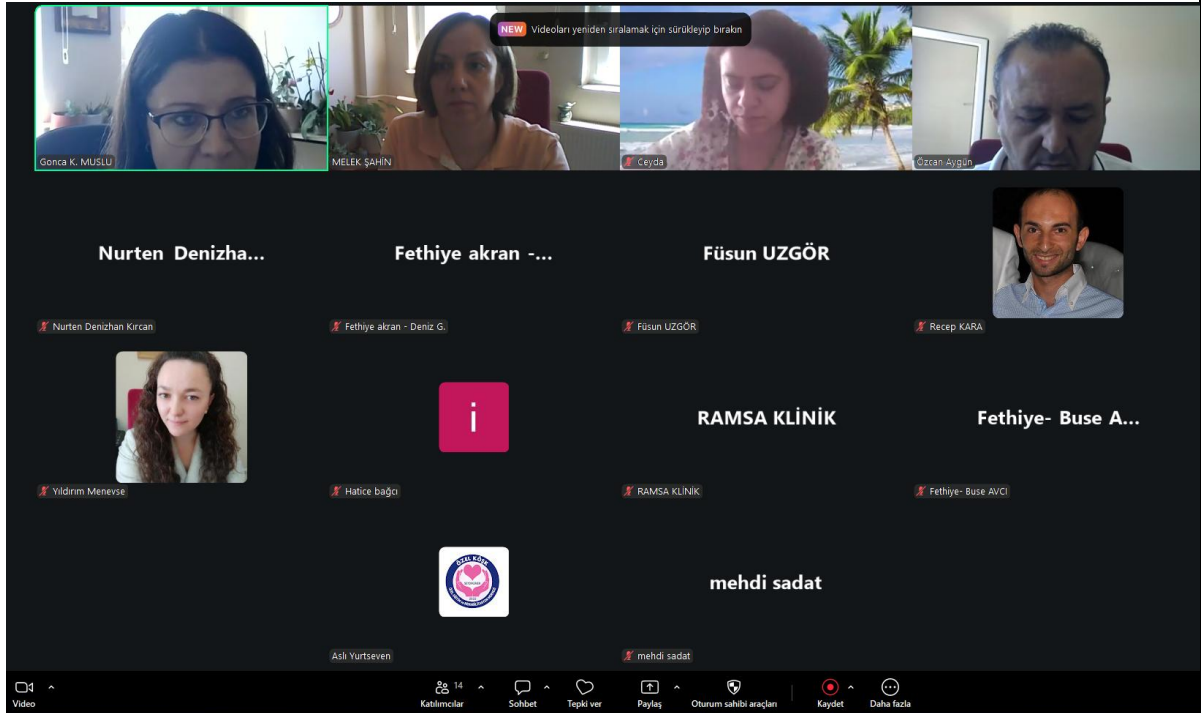 NEW Videoları yeniden sıralamak için sürükleyip bırakın
Gonca K. MUSLU
MELEK ŞAHİN
Ceyda
Özcan Aygün
Nurten Denizha...
Fethiye akran -...
Füsun UZGÖR
Nurten Denizhan Kırcan
Fethiye akran - Deniz G.
Füsun UZGÖR
Recep KARA
i
RAMSA KLİNİK
Fethiye- Buse A...
Yıldırım Menevse
Hatice bağcı
RAMSA KLİNİK
Fethiye- Buse AVCI
ÖZEL KÖŞK
mehdi sadat
Aslı Yurtseven
mehdi sadat
Video
Katılımcılar 14
Sohbet
Tepki ver
Paylaş
Oturum sahibi araçları
Kaydet
Daha fazla